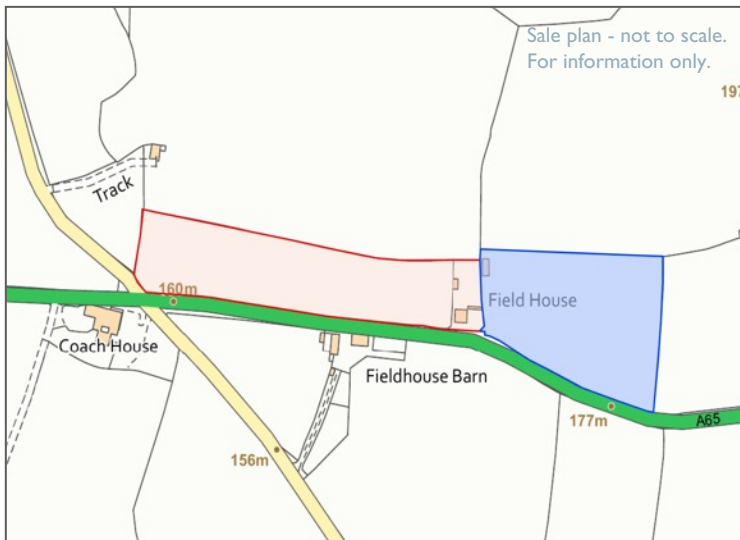 Sale plan - not to scale.
For information only.
197
Track
160m
Field House
Coach House
Fieldhouse Barn
177m
A65
156m